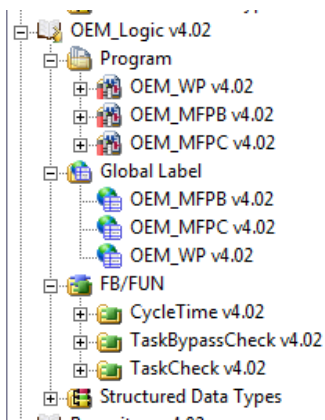 OEM_Logic v4.02
Program
OEM_WP v4.02
OEM_MFPB v4.02
OEM_MFPC v4.02
Global Label
OEM_MFPB v4.02
OEM_MFPC v4.02
OEM_WP v4.02
FB/FUN
CycleTime v4.02
TaskBypassCheck v4.02
TaskCheck v4.02
Structured Data Types